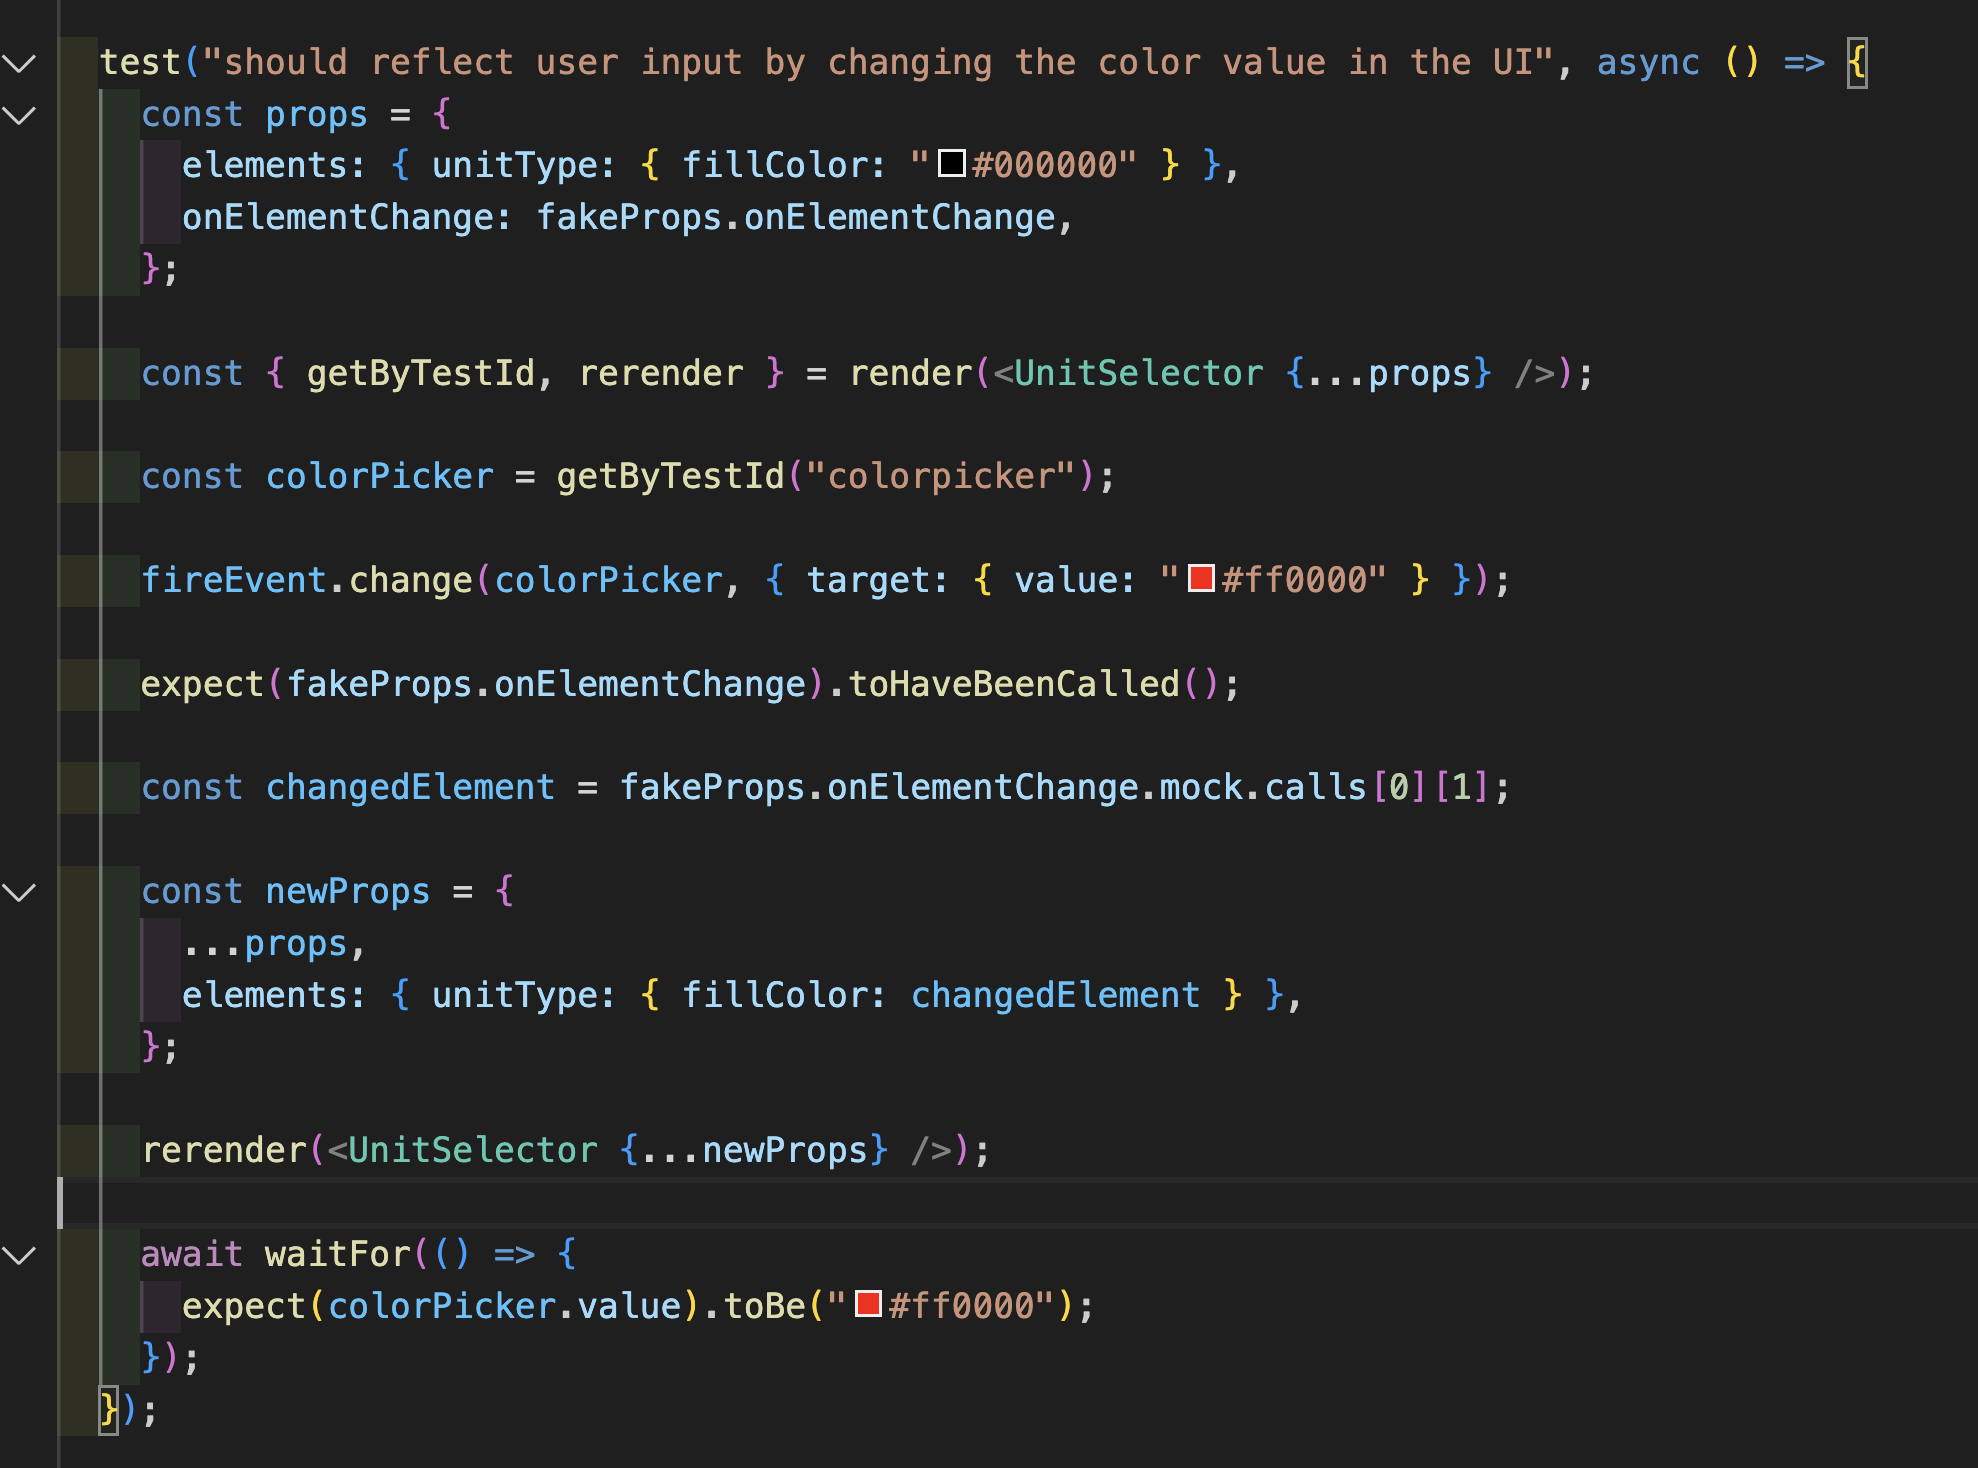 test("should reflect user input by changing the color value in the UI", async () => {
const props = {
elements: { unitType: { fillColor: "#000000" } },
onElementChange: fakeProps.onElementChange,
};
const { getByTestId, rerender } = render(<UnitSelector {...props} />);
const colorPicker = getByTestId("colorpicker");
fireEvent.change(colorPicker, { target: { value: "#ff0000" } });
expect(fakeProps.onElementChange).toHaveBeenCalled();
const changedElement = fakeProps.onElementChange.mock.calls[0][1];
const newProps = {
...props,
elements: { unitType: { fillColor: changedElement } },
};
rerender(<UnitSelector {...newProps} />);
await waitFor(() => {
expect(colorPicker.value).toBe("#ff0000");
});
});